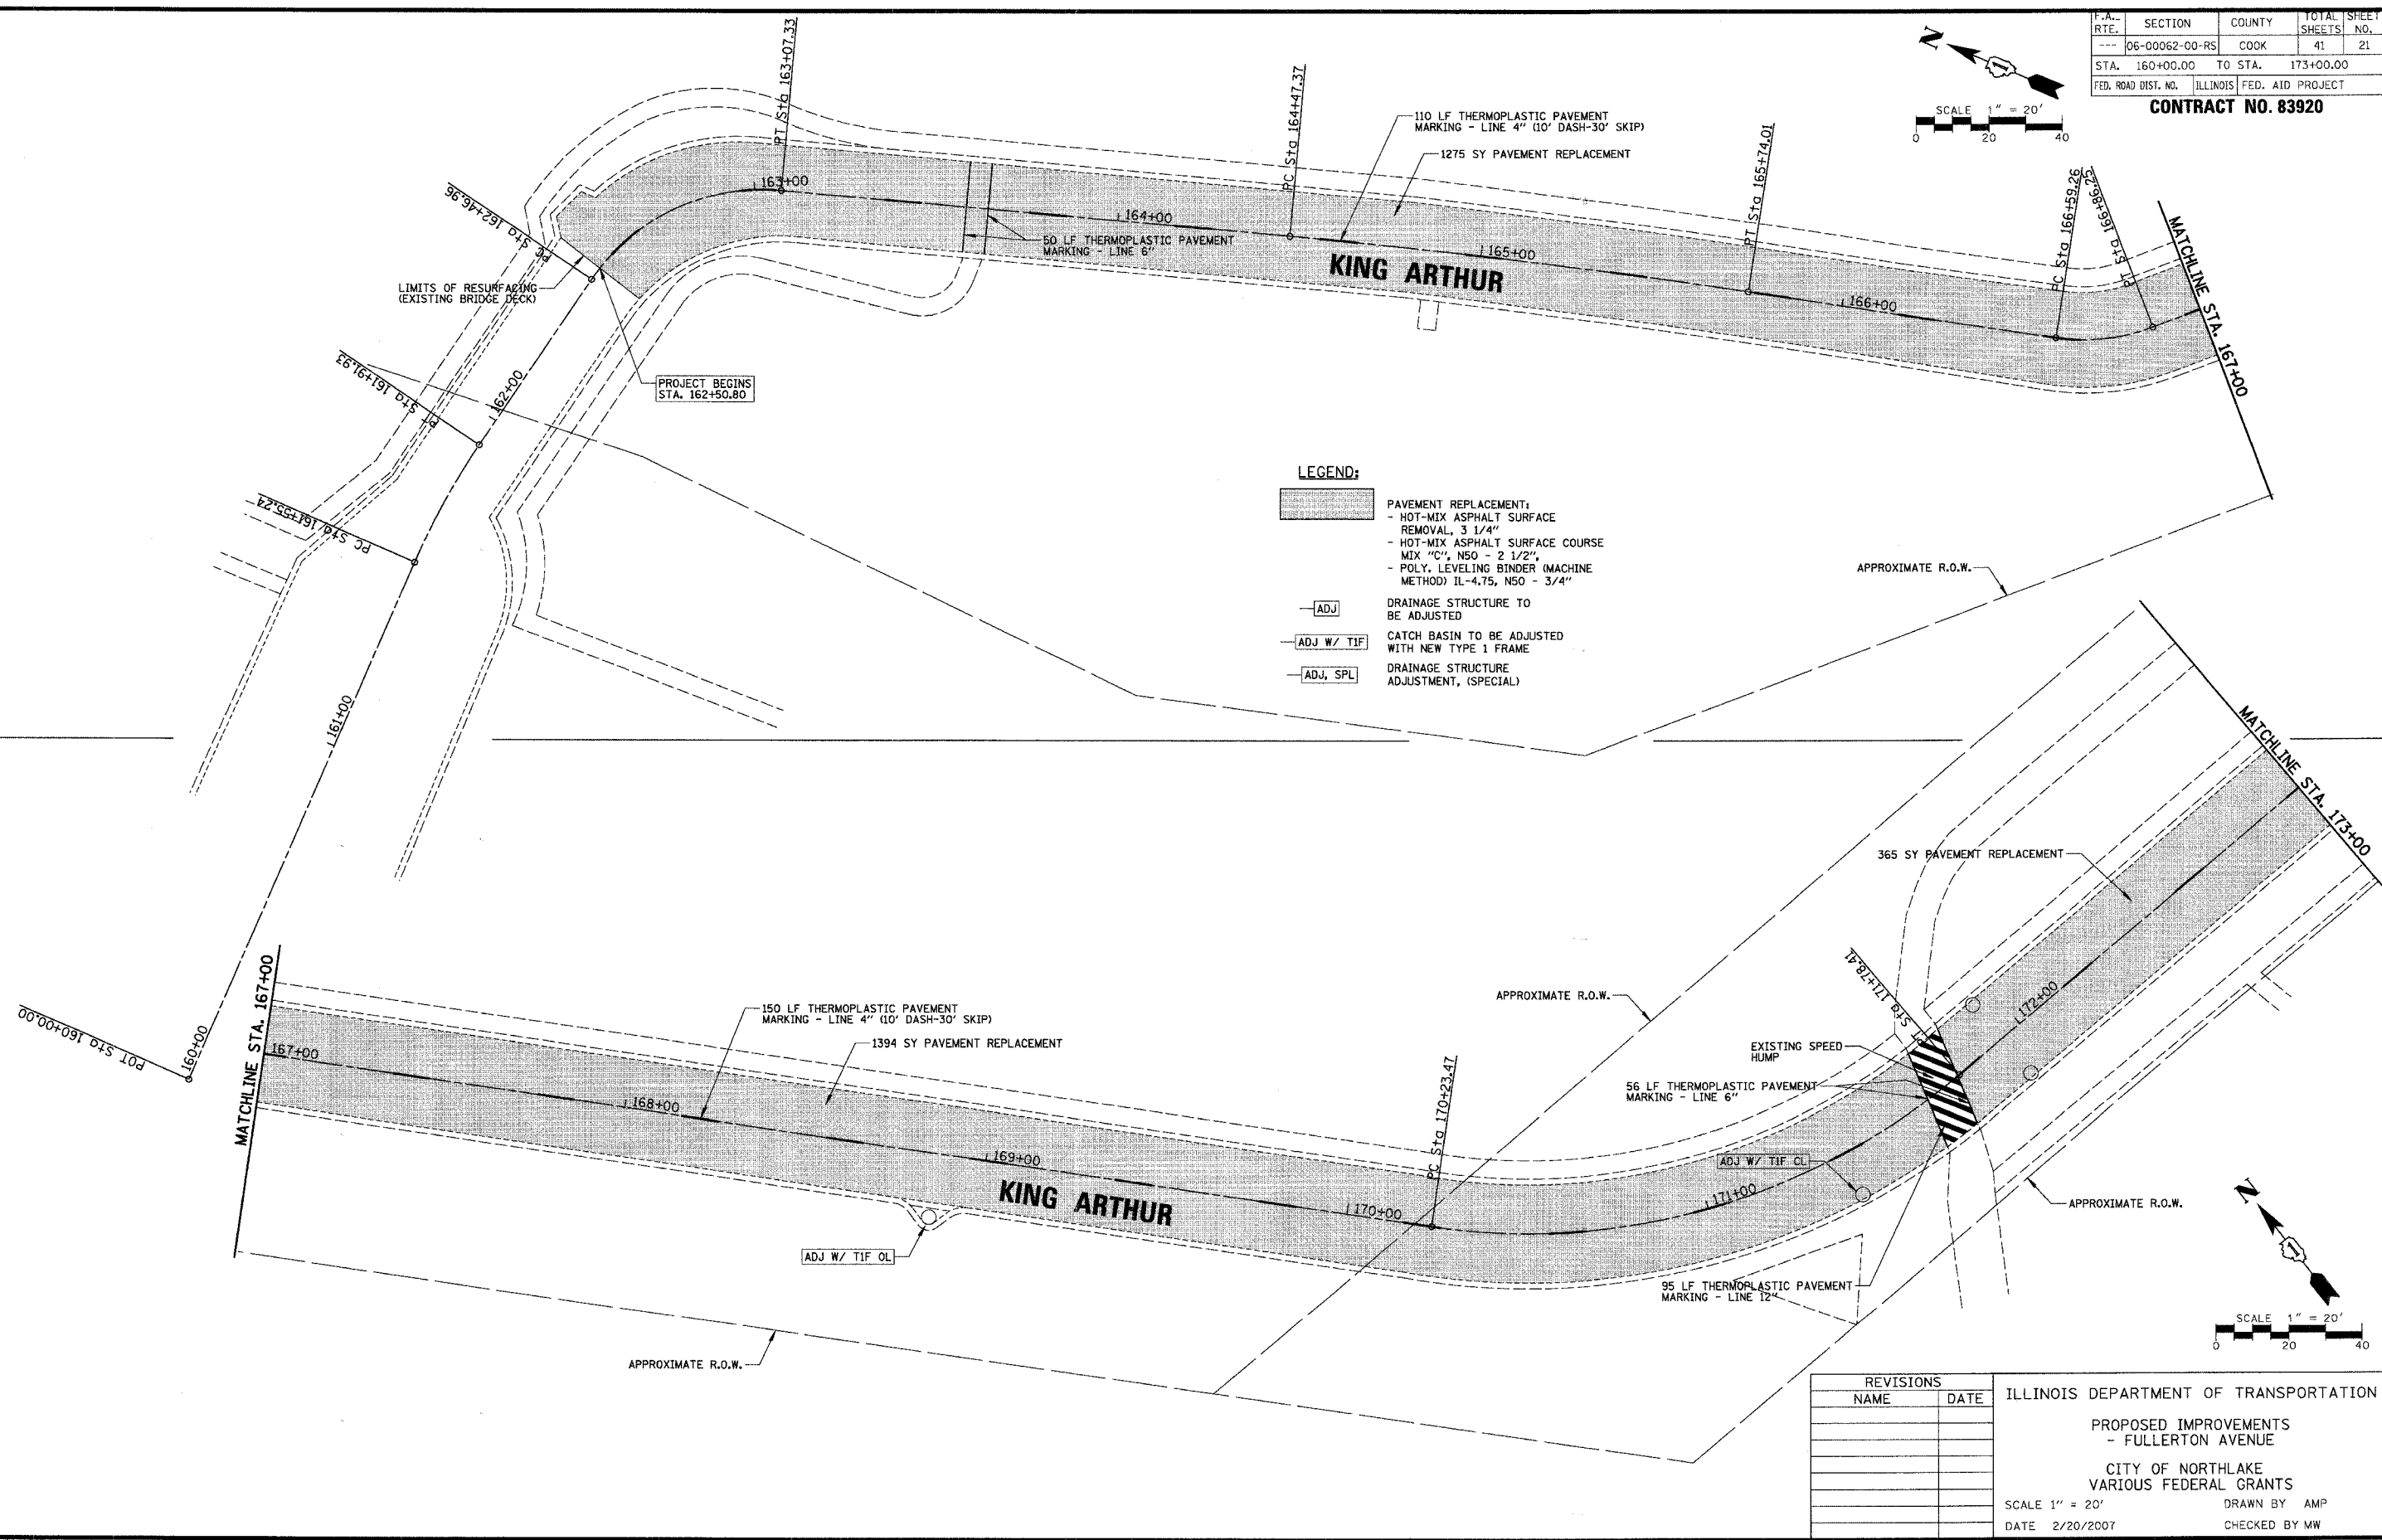 F.A.. RTE. SECTION COUNTY TOTAL SHEETS SHEET NO.
--- 06-00062-00-RS COOK 41 21
STA. 160+00.00 TO STA. 173+00.00
FED. ROAD DIST. NO. ILLINOIS FED. AID PROJECT
CONTRACT NO. 83920
N
1
SCALE 1" = 20'
0 20 40
PT Sta 163+07.33
PC Sta 164+47.37
110 LF THERMOPLASTIC PAVEMENT
MARKING - LINE 4" (10' DASH-30' SKIP)
1275 SY PAVEMENT REPLACEMENT
PT Sta 165+74.01
PC Sta 166+59.26
PT Sta 166+86.25
MATCHLINE STA. 167+00
PC Sta 162+46.96
163+00
164+00
165+00
166+00
50 LF THERMOPLASTIC PAVEMENT
MARKING - LINE 6"
KING ARTHUR
LIMITS OF RESURFACING
(EXISTING BRIDGE DECK)
PROJECT BEGINS
STA. 162+50.80
PT Sta 161+91.93
162+00
PC Sta 161+55.24
161+00
POT Sta 160+00.00
160+00
LEGEND:
PAVEMENT REPLACEMENT:
- HOT-MIX ASPHALT SURFACE
REMOVAL, 3 1/4"
- HOT-MIX ASPHALT SURFACE COURSE
MIX "C", N50 - 2 1/2",
- POLY. LEVELING BINDER (MACHINE
METHOD) IL-4.75, N50 - 3/4"
ADJ
DRAINAGE STRUCTURE TO
BE ADJUSTED
ADJ W/ T1F
CATCH BASIN TO BE ADJUSTED
WITH NEW TYPE 1 FRAME
ADJ, SPL
DRAINAGE STRUCTURE
ADJUSTMENT, (SPECIAL)
APPROXIMATE R.O.W.
MATCHLINE STA. 173+00
365 SY PAVEMENT REPLACEMENT
MATCHLINE STA. 167+00
167+00
150 LF THERMOPLASTIC PAVEMENT
MARKING - LINE 4" (10' DASH-30' SKIP)
1394 SY PAVEMENT REPLACEMENT
168+00
169+00
KING ARTHUR
170+00
PC Sta 170+23.47
APPROXIMATE R.O.W.
PT Sta 171+78.41
172+00
EXISTING SPEED
HUMP
56 LF THERMOPLASTIC PAVEMENT
MARKING - LINE 6"
ADJ W/ T1F CL
171+00
APPROXIMATE R.O.W.
ADJ W/ T1F OL
95 LF THERMOPLASTIC PAVEMENT
MARKING - LINE 12"
APPROXIMATE R.O.W.
N
1
SCALE 1" = 20'
0 20 40
REVISIONS
NAME DATE
ILLINOIS DEPARTMENT OF TRANSPORTATION
PROPOSED IMPROVEMENTS
- FULLERTON AVENUE
CITY OF NORTHLAKE
VARIOUS FEDERAL GRANTS
SCALE 1" = 20' DRAWN BY AMP
DATE 2/20/2007 CHECKED BY MW